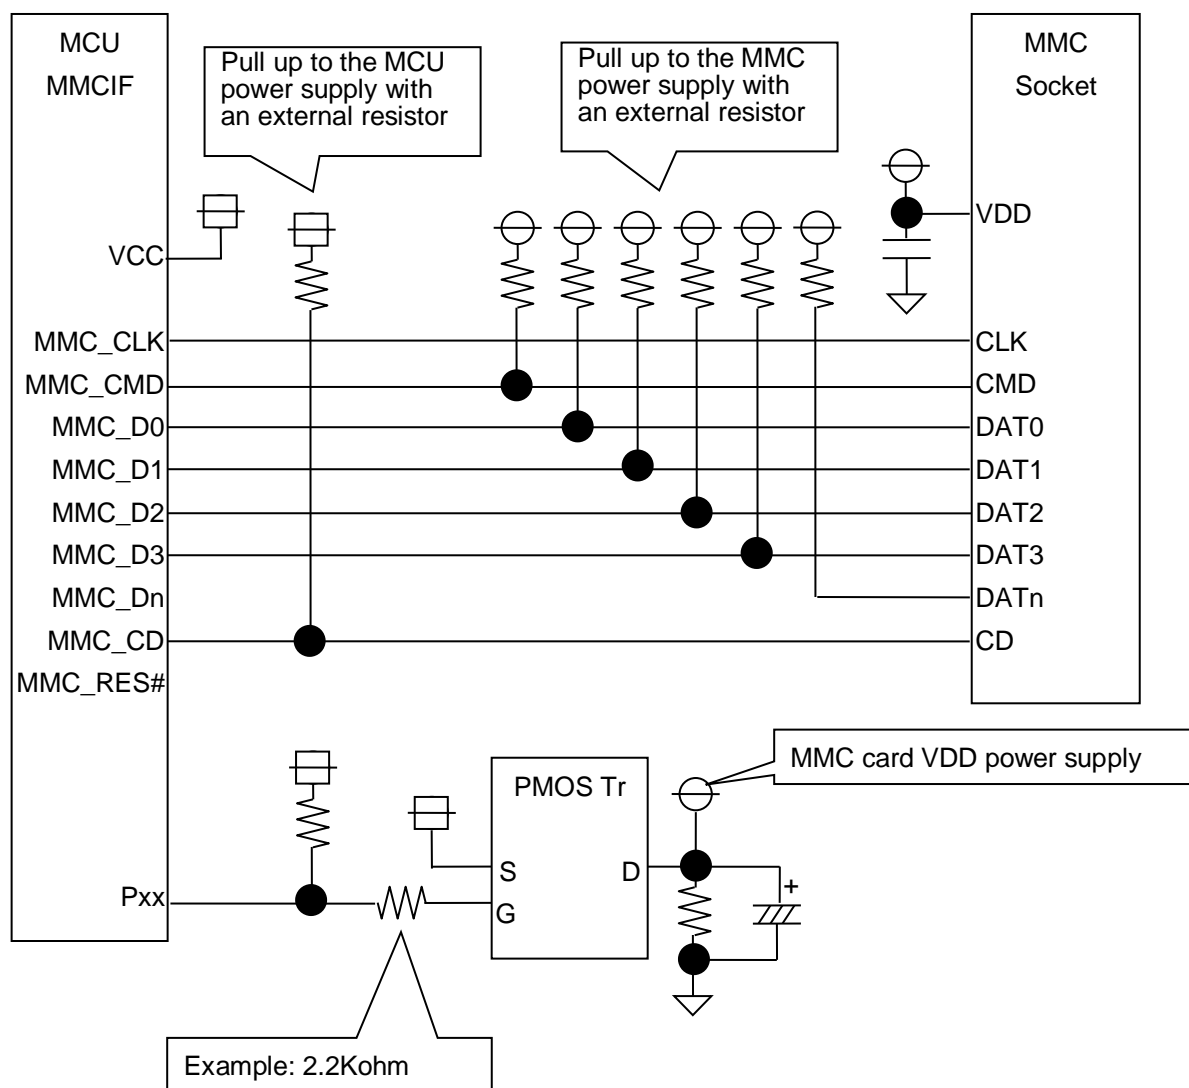 MCU
MMCIF
Pull up to the MCU
power supply with
an external resistor
Pull up to the MMC
power supply with
an external resistor
MMC
Socket
VCC
VDD
MMC_CLK
CLK
MMC_CMD
CMD
MMC_D0
DAT0
MMC_D1
DAT1
MMC_D2
DAT2
MMC_D3
DAT3
MMC_Dn
DATn
MMC_CD
CD
MMC_RES#
MMC card VDD power supply
PMOS Tr
S
D
G
+
Pxx
Example: 2.2Kohm